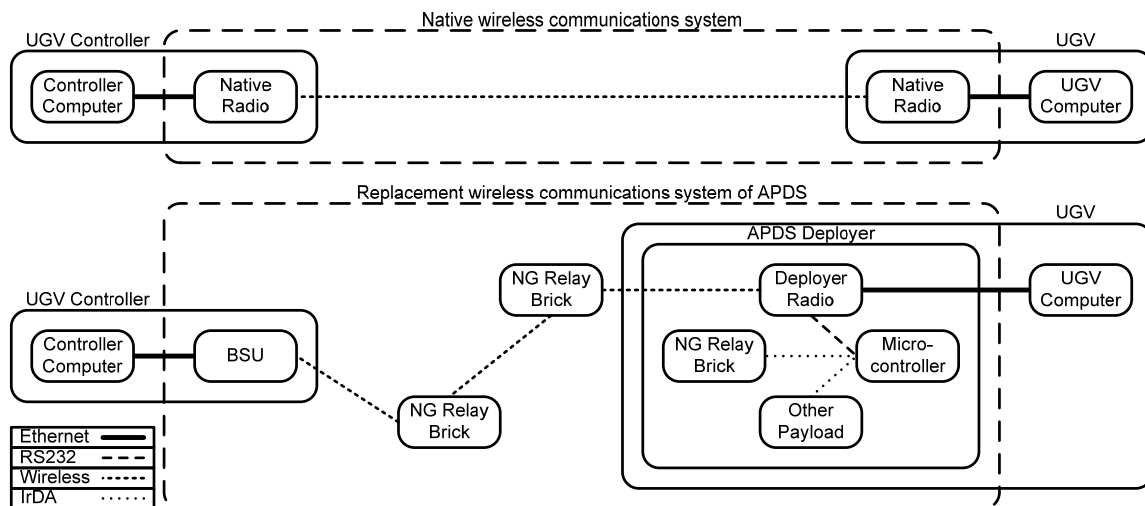 Native wireless communications system
UGV Controller
UGV
Controller
Computer
Native
Radio
Native
Radio
UGV
Computer
Replacement wireless communications system of APDS
UGV
APDS Deployer
NG Relay
Brick
Deployer
Radio
UGV
Computer
UGV Controller
Controller
Computer
BSU
NG Relay
Brick
Micro-
controller
NG Relay
Brick
Other
Payload
Ethernet
RS232
Wireless
IrDA